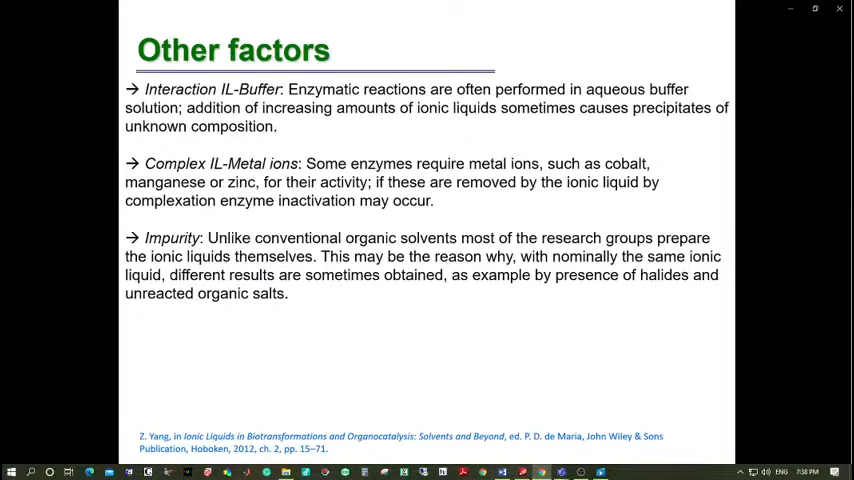 Other factors
→ Interaction IL-Buffer: Enzymatic reactions are often performed in aqueous buffer
solution; addition of increasing amounts of ionic liquids sometimes causes precipitates of
unknown composition.
→ Complex IL-Metal ions: Some enzymes require metal ions, such as cobalt,
manganese or zinc, for their activity; if these are removed by the ionic liquid by
complexation enzyme inactivation may occur.
→ Impurity: Unlike conventional organic solvents most of the research groups prepare
the ionic liquids themselves. This may be the reason why, with nominally the same ionic
liquid, different results are sometimes obtained, as example by presence of halides and
unreacted organic salts.
Z. Yang, in Ionic Liquids in Biotransformations and Organocatalysis: Solvents and Beyond, ed. P. D. de Maria, John Wiley & Sons
Publication, Hoboken, 2012, ch. 2, pp. 15–71.
ENG 7:38 PM